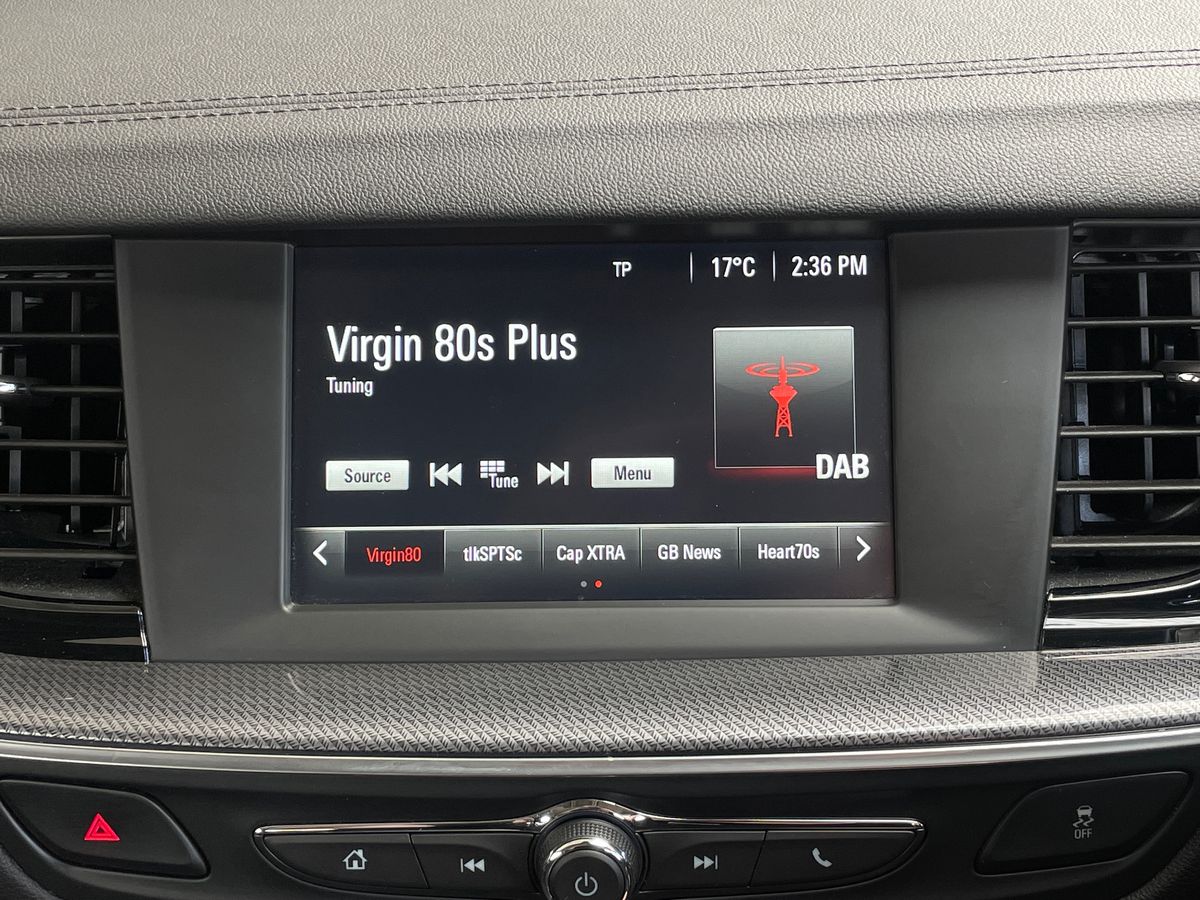 TP 17°C 2:36 PM
Virgin 80s Plus
Tuning
DAB
Source Tune Menu
Virgin80 tlkSPTSc Cap XTRA GB News Heart70s
OFF